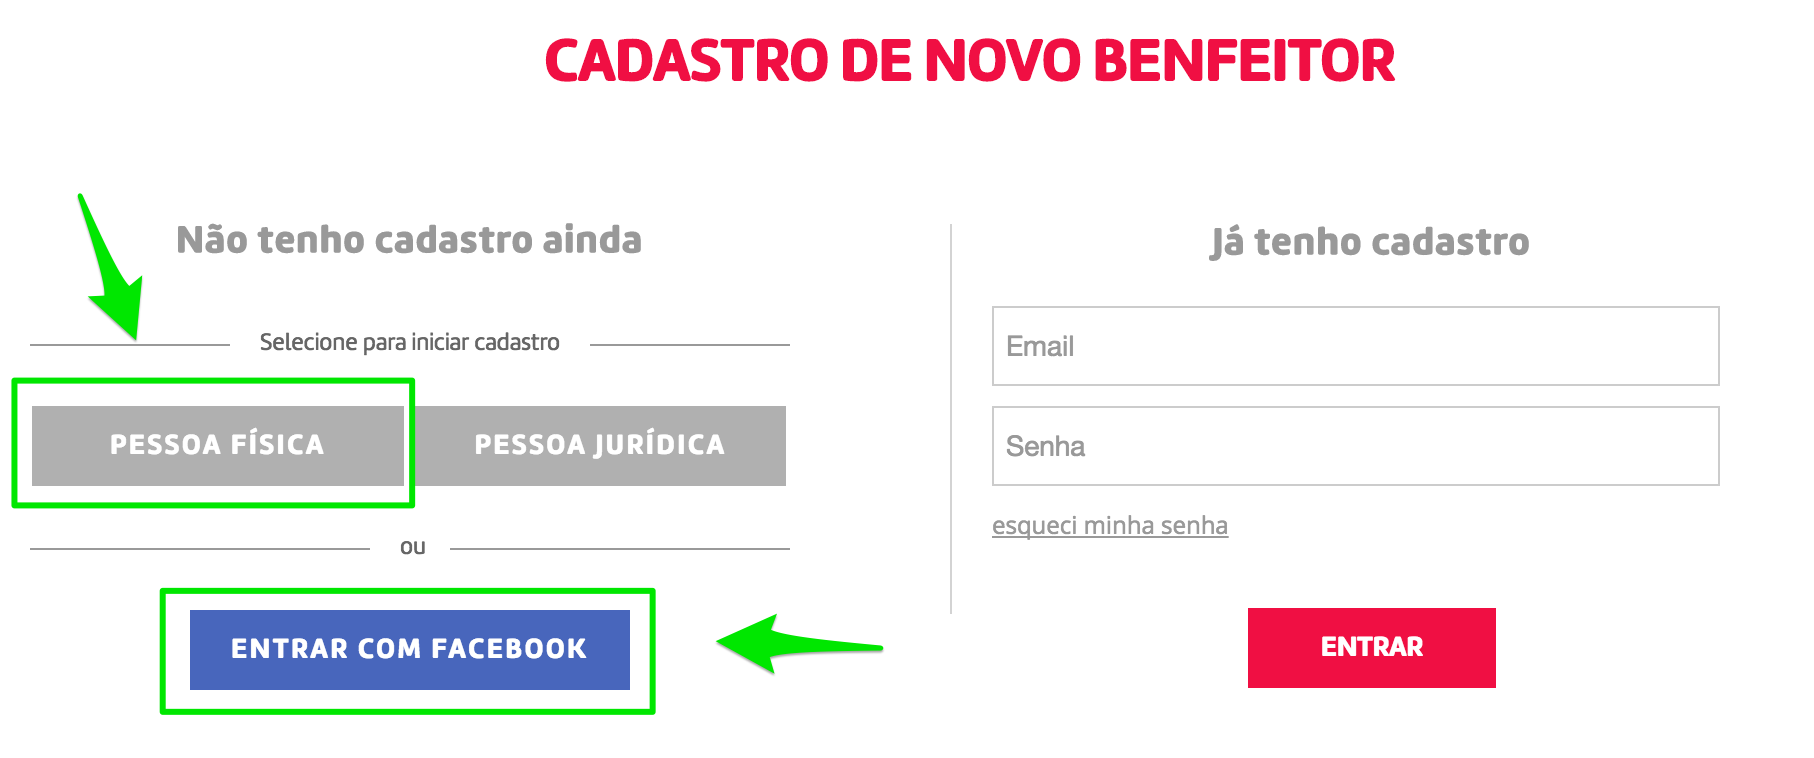 CADASTRO DE NOVO BENFEITOR
Não tenho cadastro ainda
Selecione para iniciar cadastro
PESSOA FÍSICA
PESSOA JURÍDICA
ou
ENTRAR COM FACEBOOK
Já tenho cadastro
Email
Senha
esqueci minha senha
ENTRAR